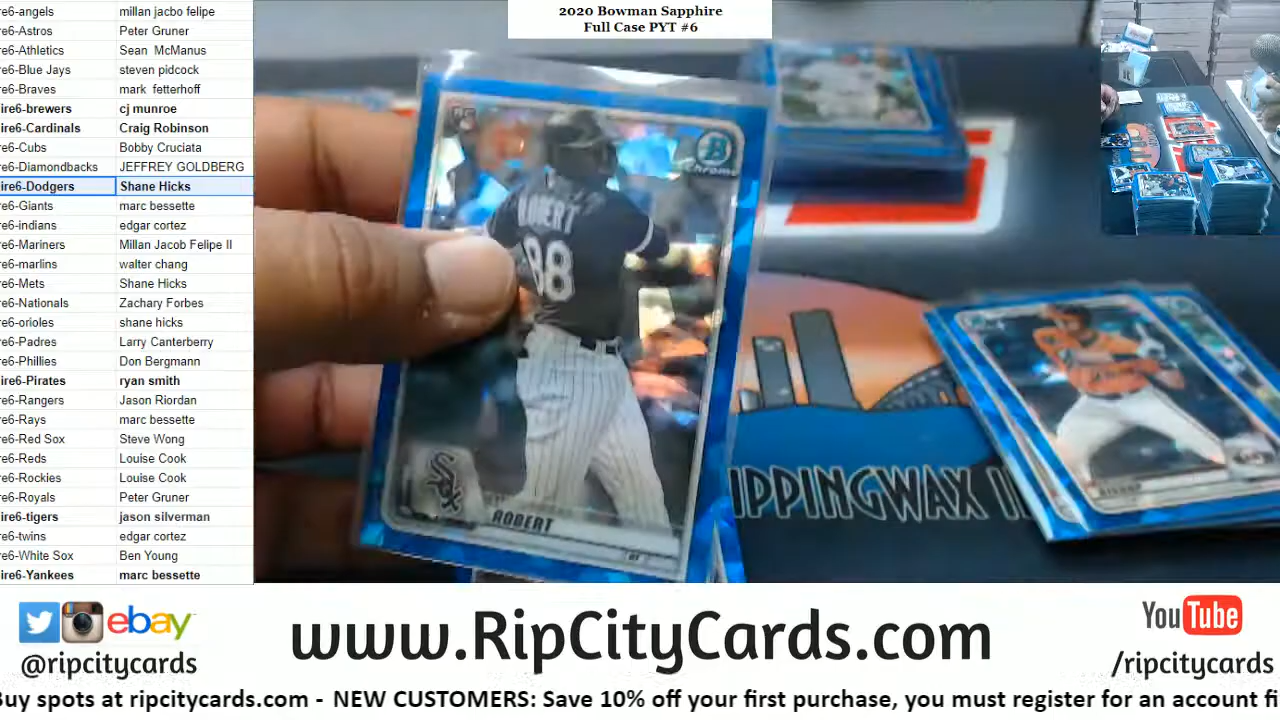 re6-angels millan jacbo felipe
re6-Astros Peter Gruner
re6-Athletics Sean McManus
re6-Blue Jays steven pidcock
re6-Braves mark fetterhoff
ire6-brewers cj munroe
ire6-Cardinals Craig Robinson
re6-Cubs Bobby Cruciata
re6-Diamondbacks JEFFREY GOLDBERG
ire6-Dodgers Shane Hicks
re6-Giants marc bessette
re6-indians edgar cortez
re6-Mariners Millan Jacob Felipe II
re6-marlins walter chang
re6-Mets Shane Hicks
re6-Nationals Zachary Forbes
re6-orioles shane hicks
re6-Padres Larry Canterberry
re6-Phillies Don Bergmann
ire6-Pirates ryan smith
re6-Rangers Jason Riordan
re6-Rays marc bessette
re6-Red Sox Steve Wong
re6-Reds Louise Cook
re6-Rockies Louise Cook
re6-Royals Peter Gruner
ire6-tigers jason silverman
re6-twins edgar cortez
re6-White Sox Ben Young
ire6-Yankees marc bessette
2020 Bowman Sapphire
Full Case PYT #6
B
Chrome
ROBERT
88
Sox
ROBERT
OF
BISHOP
IPPINGWAX
ebay
@ripcitycards
www.RipCityCards.com
YouTube
/ripcitycards
Buy spots at ripcitycards.com - NEW CUSTOMERS: Save 10% off your first purchase, you must register for an account fi